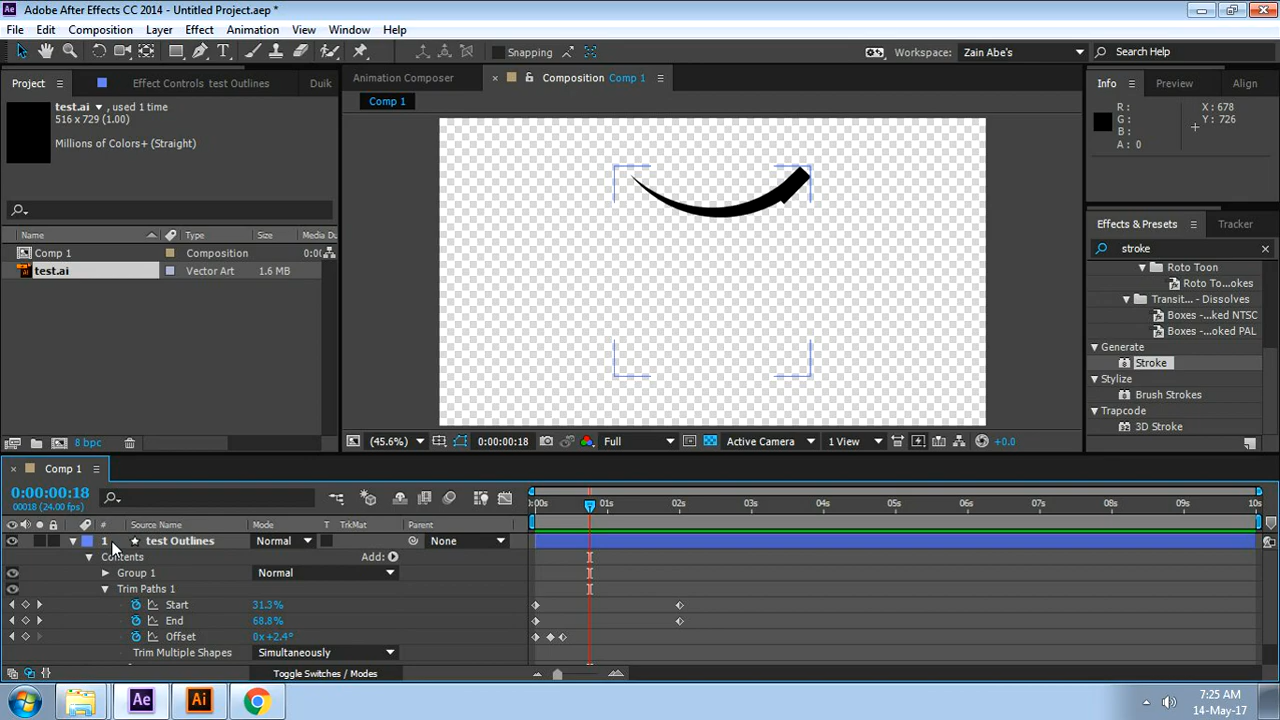 Adobe After Effects CC 2014 - Untitled Project.aep *
File Edit Composition Layer Effect Animation View Window Help
Snapping
Workspace: Zain Abe's
Search Help
Project
Effect Controls test Outlines
Duik
Animation Composer
Composition Comp 1
Info
Preview
Align
Comp 1
test.ai , used 1 time
516 x 729 (1.00)
Millions of Colors+ (Straight)
R:
G:
B:
A: 0
X: 678
Y: 726
Name Type Size Media Du
Comp 1 Composition 0:00
test.ai Vector Art 1.6 MB
Effects & Presets
Tracker
stroke
Roto Toon
Roto To...okes
Transit... - Dissolves
Boxes -...ked NTSC
Boxes -...oked PAL
Generate
Stroke
Stylize
Brush Strokes
Trapcode
3D Stroke
8 bpc
(45.6%) 0:00:00:18 Full Active Camera 1 View +0.0
Comp 1
0:00:00:18
00018 (24.00 fps)
:00s 01s 02s 03s 04s 05s 06s 07s 08s 09s 10s
# Source Name Mode T TrkMat Parent
1 test Outlines Normal None
Contents Add:
Group 1 Normal
Trim Paths 1
Start 31.3%
End 68.8%
Offset 0x+2.4°
Trim Multiple Shapes Simultaneously
Toggle Switches / Modes
7:25 AM
14-May-17